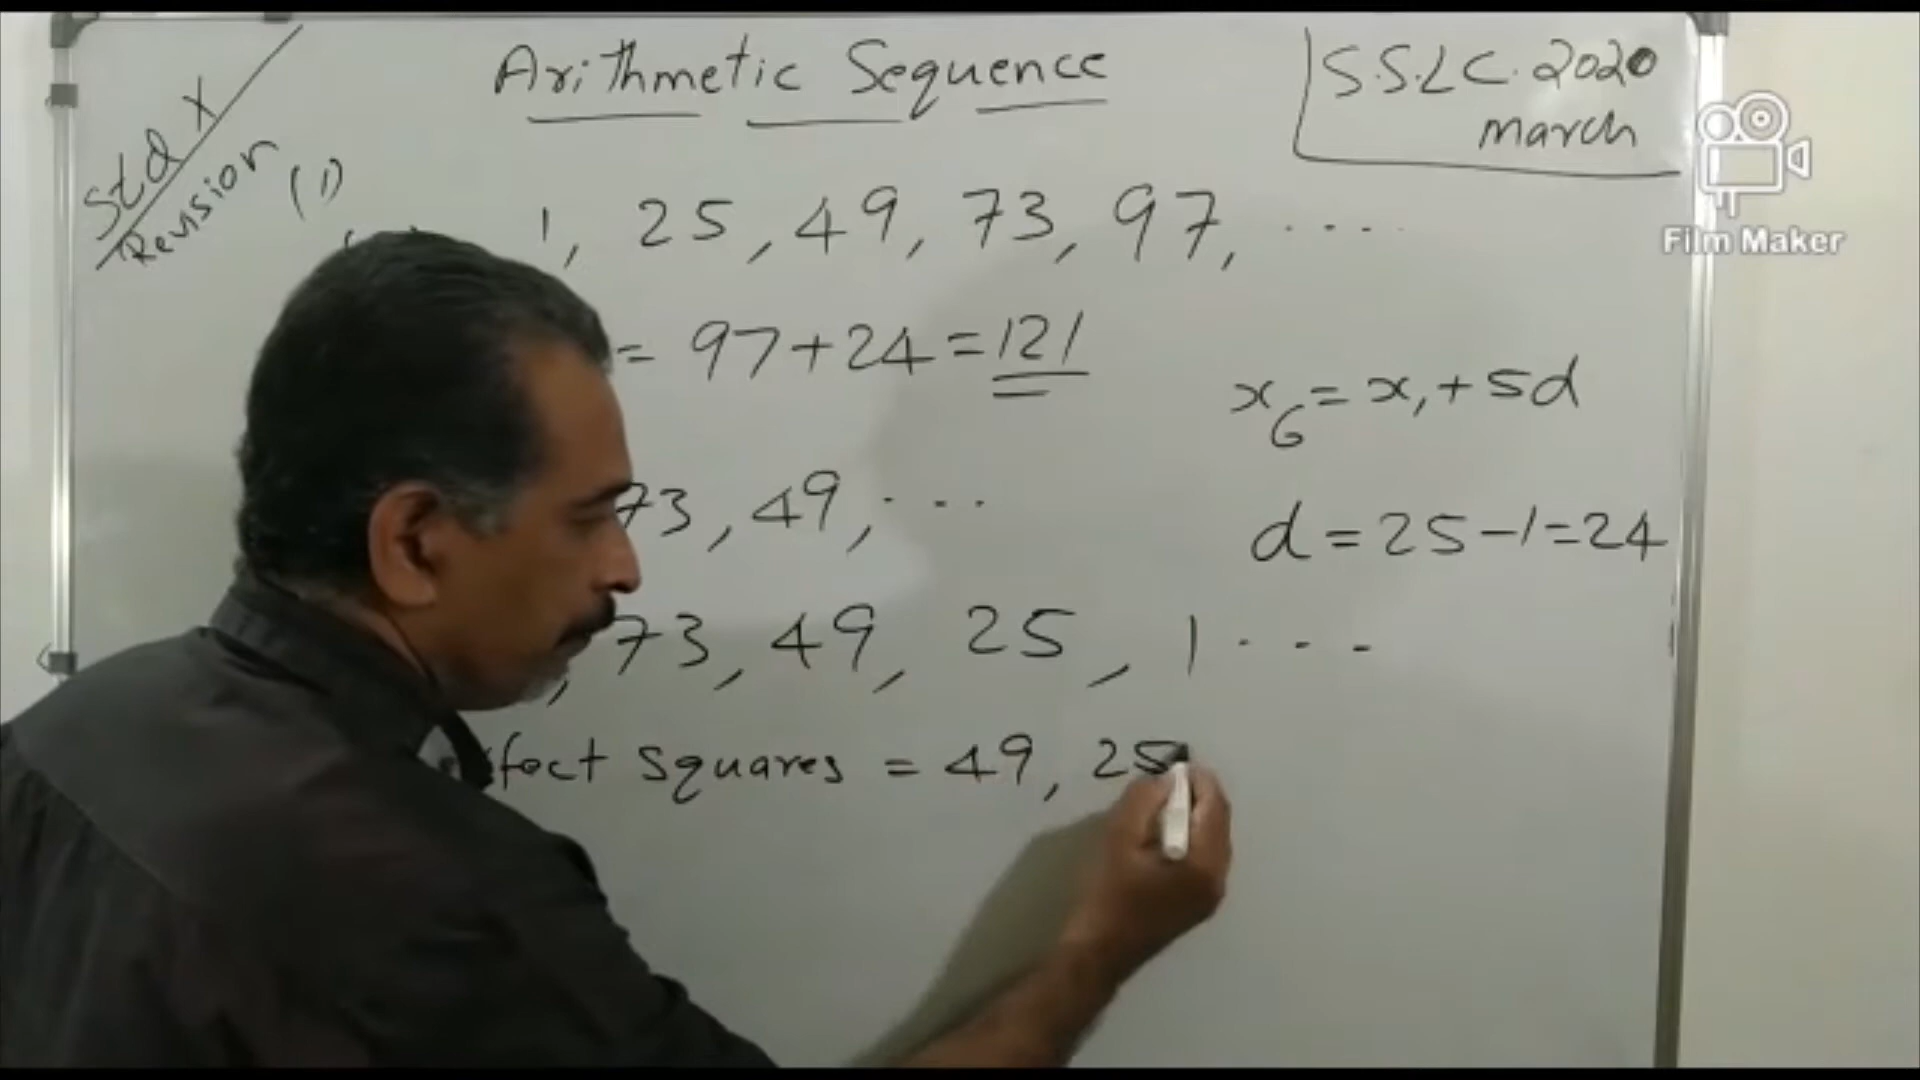 Arithmetic Sequence
S.S.L.C. 2020
March
Std X
Revision
(1)
1, 25, 49, 73, 97, ....
= 97+24 = 121
x₆ = x₁ + 5d
73, 49, ...
d = 25-1=24
, 73, 49, 25, 1 ...
fect squares = 49, 25
Film Maker